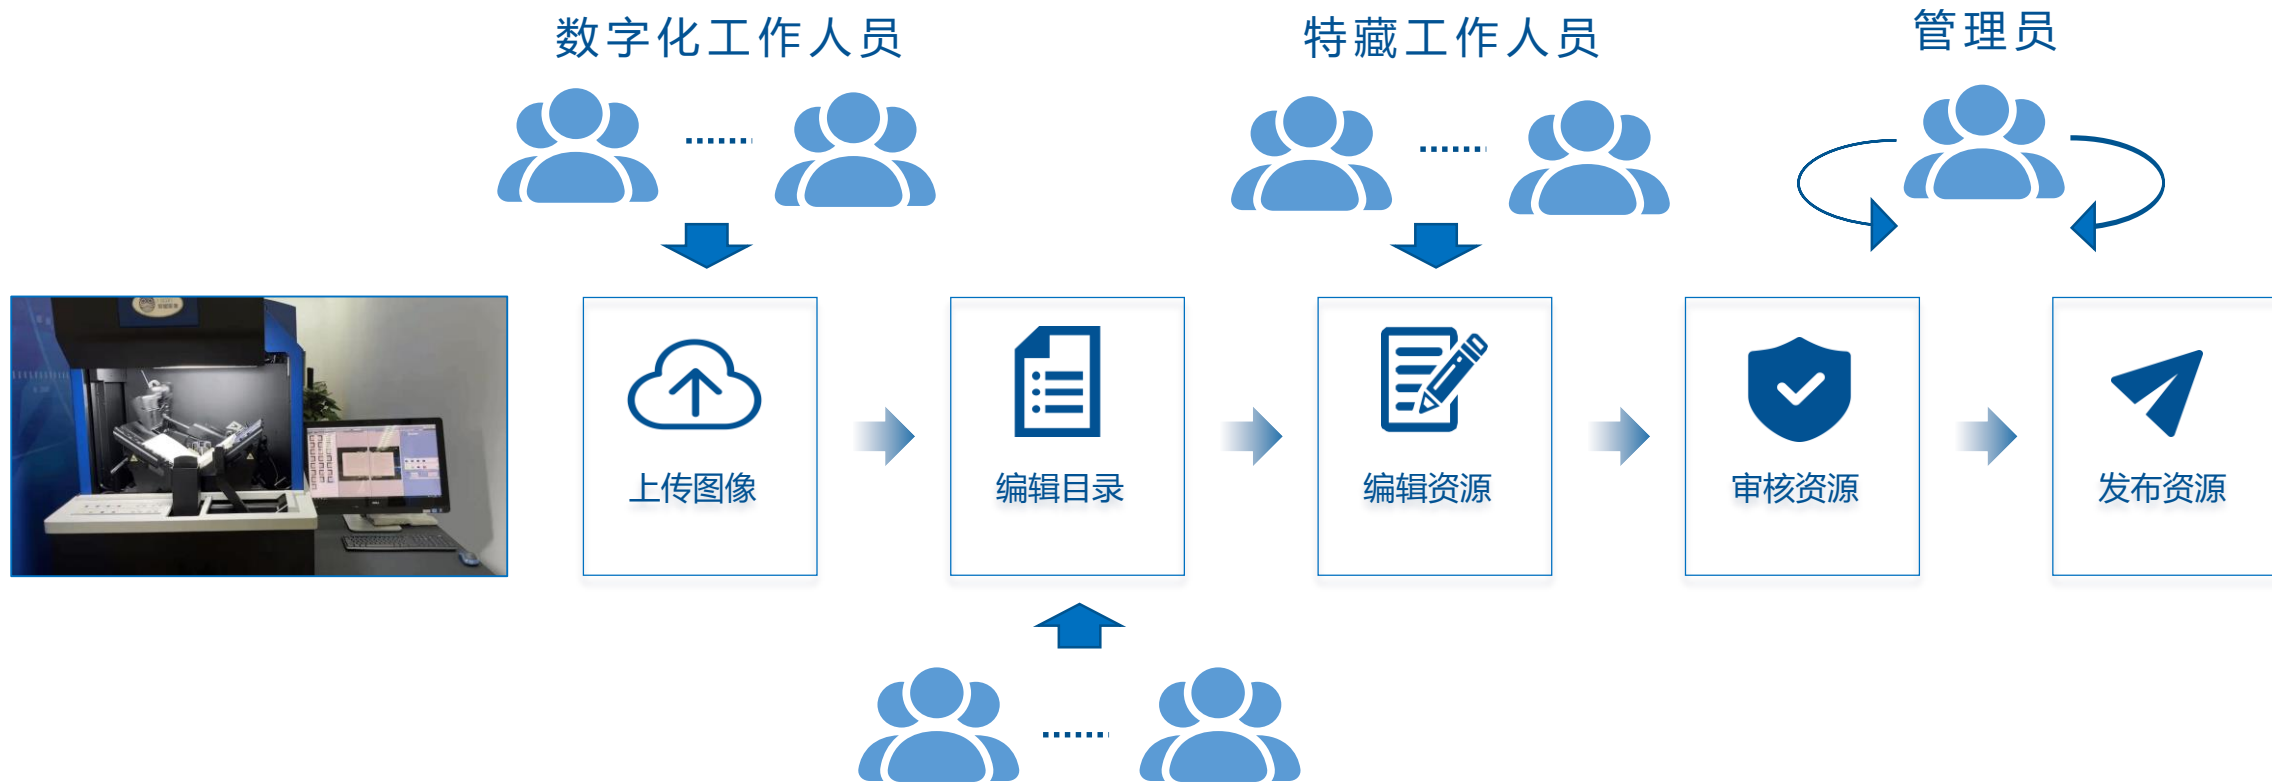 数字化工作人员
特藏工作人员
管理员
上传图像
编辑目录
编辑资源
审核资源
发布资源